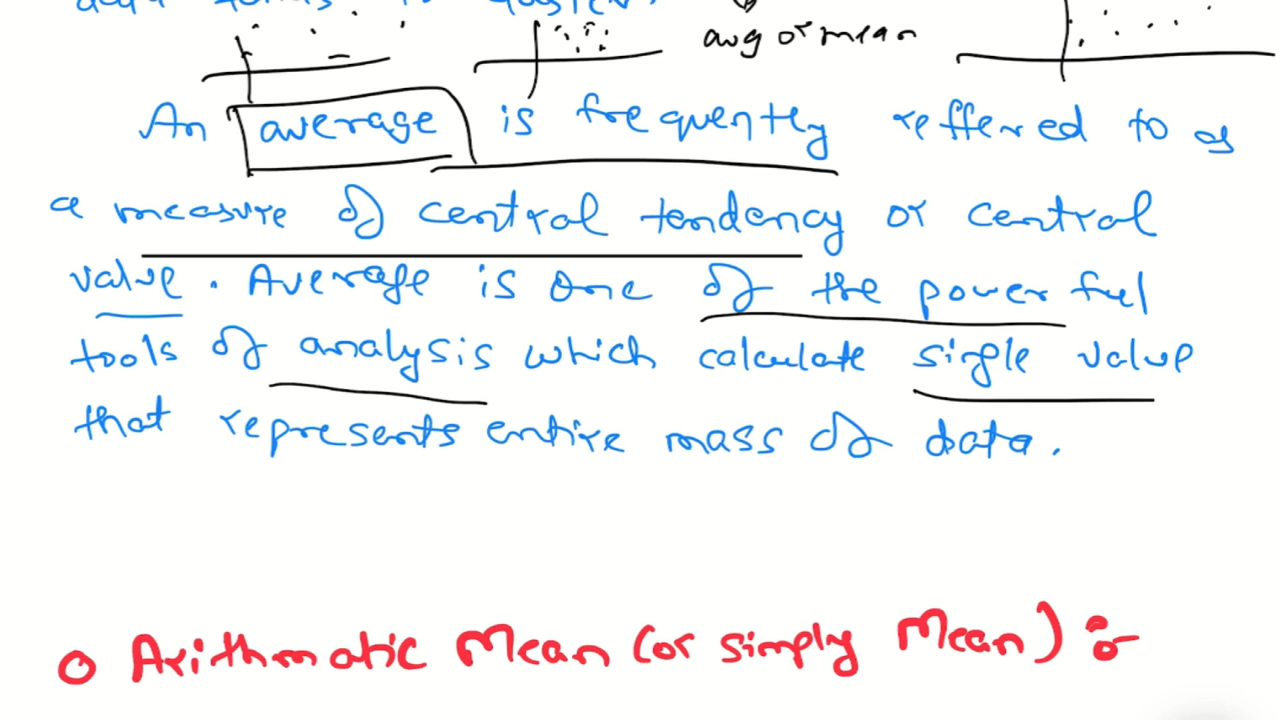 avg or mean
An average is frequently reffered to as
a measure of central tendency or central
value. Average is one of the powerful
tools of analysis which calculate single value
that represents entire mass of data.
o Arithmatic Mean (or simply Mean) :-